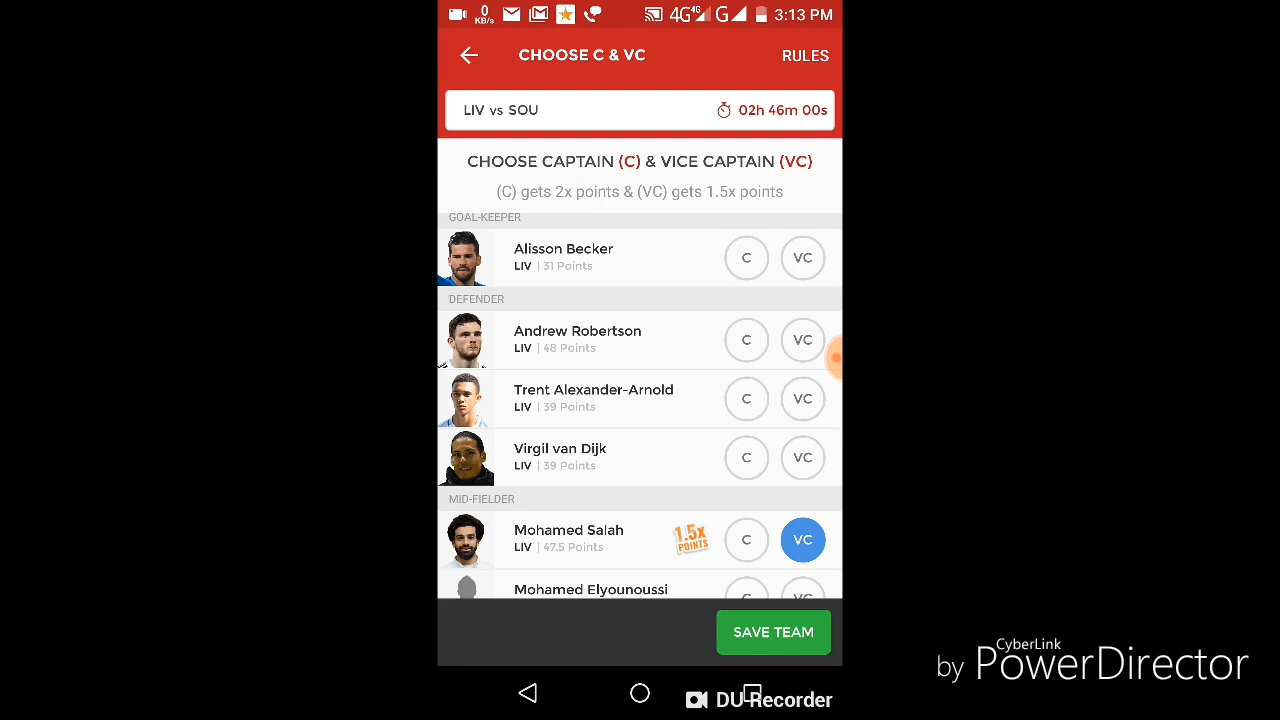 0
KB/s
4G 4G
G
3:13 PM
CHOOSE C & VC
RULES
LIV vs SOU
02h 46m 00s
CHOOSE CAPTAIN (C) & VICE CAPTAIN (VC)
(C) gets 2x points & (VC) gets 1.5x points
GOAL-KEEPER
Alisson Becker
LIV | 31 Points
C
VC
DEFENDER
Andrew Robertson
LIV | 48 Points
C
VC
Trent Alexander-Arnold
LIV | 39 Points
C
VC
Virgil van Dijk
LIV | 39 Points
C
VC
MID-FIELDER
Mohamed Salah
LIV | 47.5 Points
1.5x
POINTS
C
VC
Mohamed Elyounoussi
C
VC
SAVE TEAM
CyberLink
by PowerDirector
DU Recorder